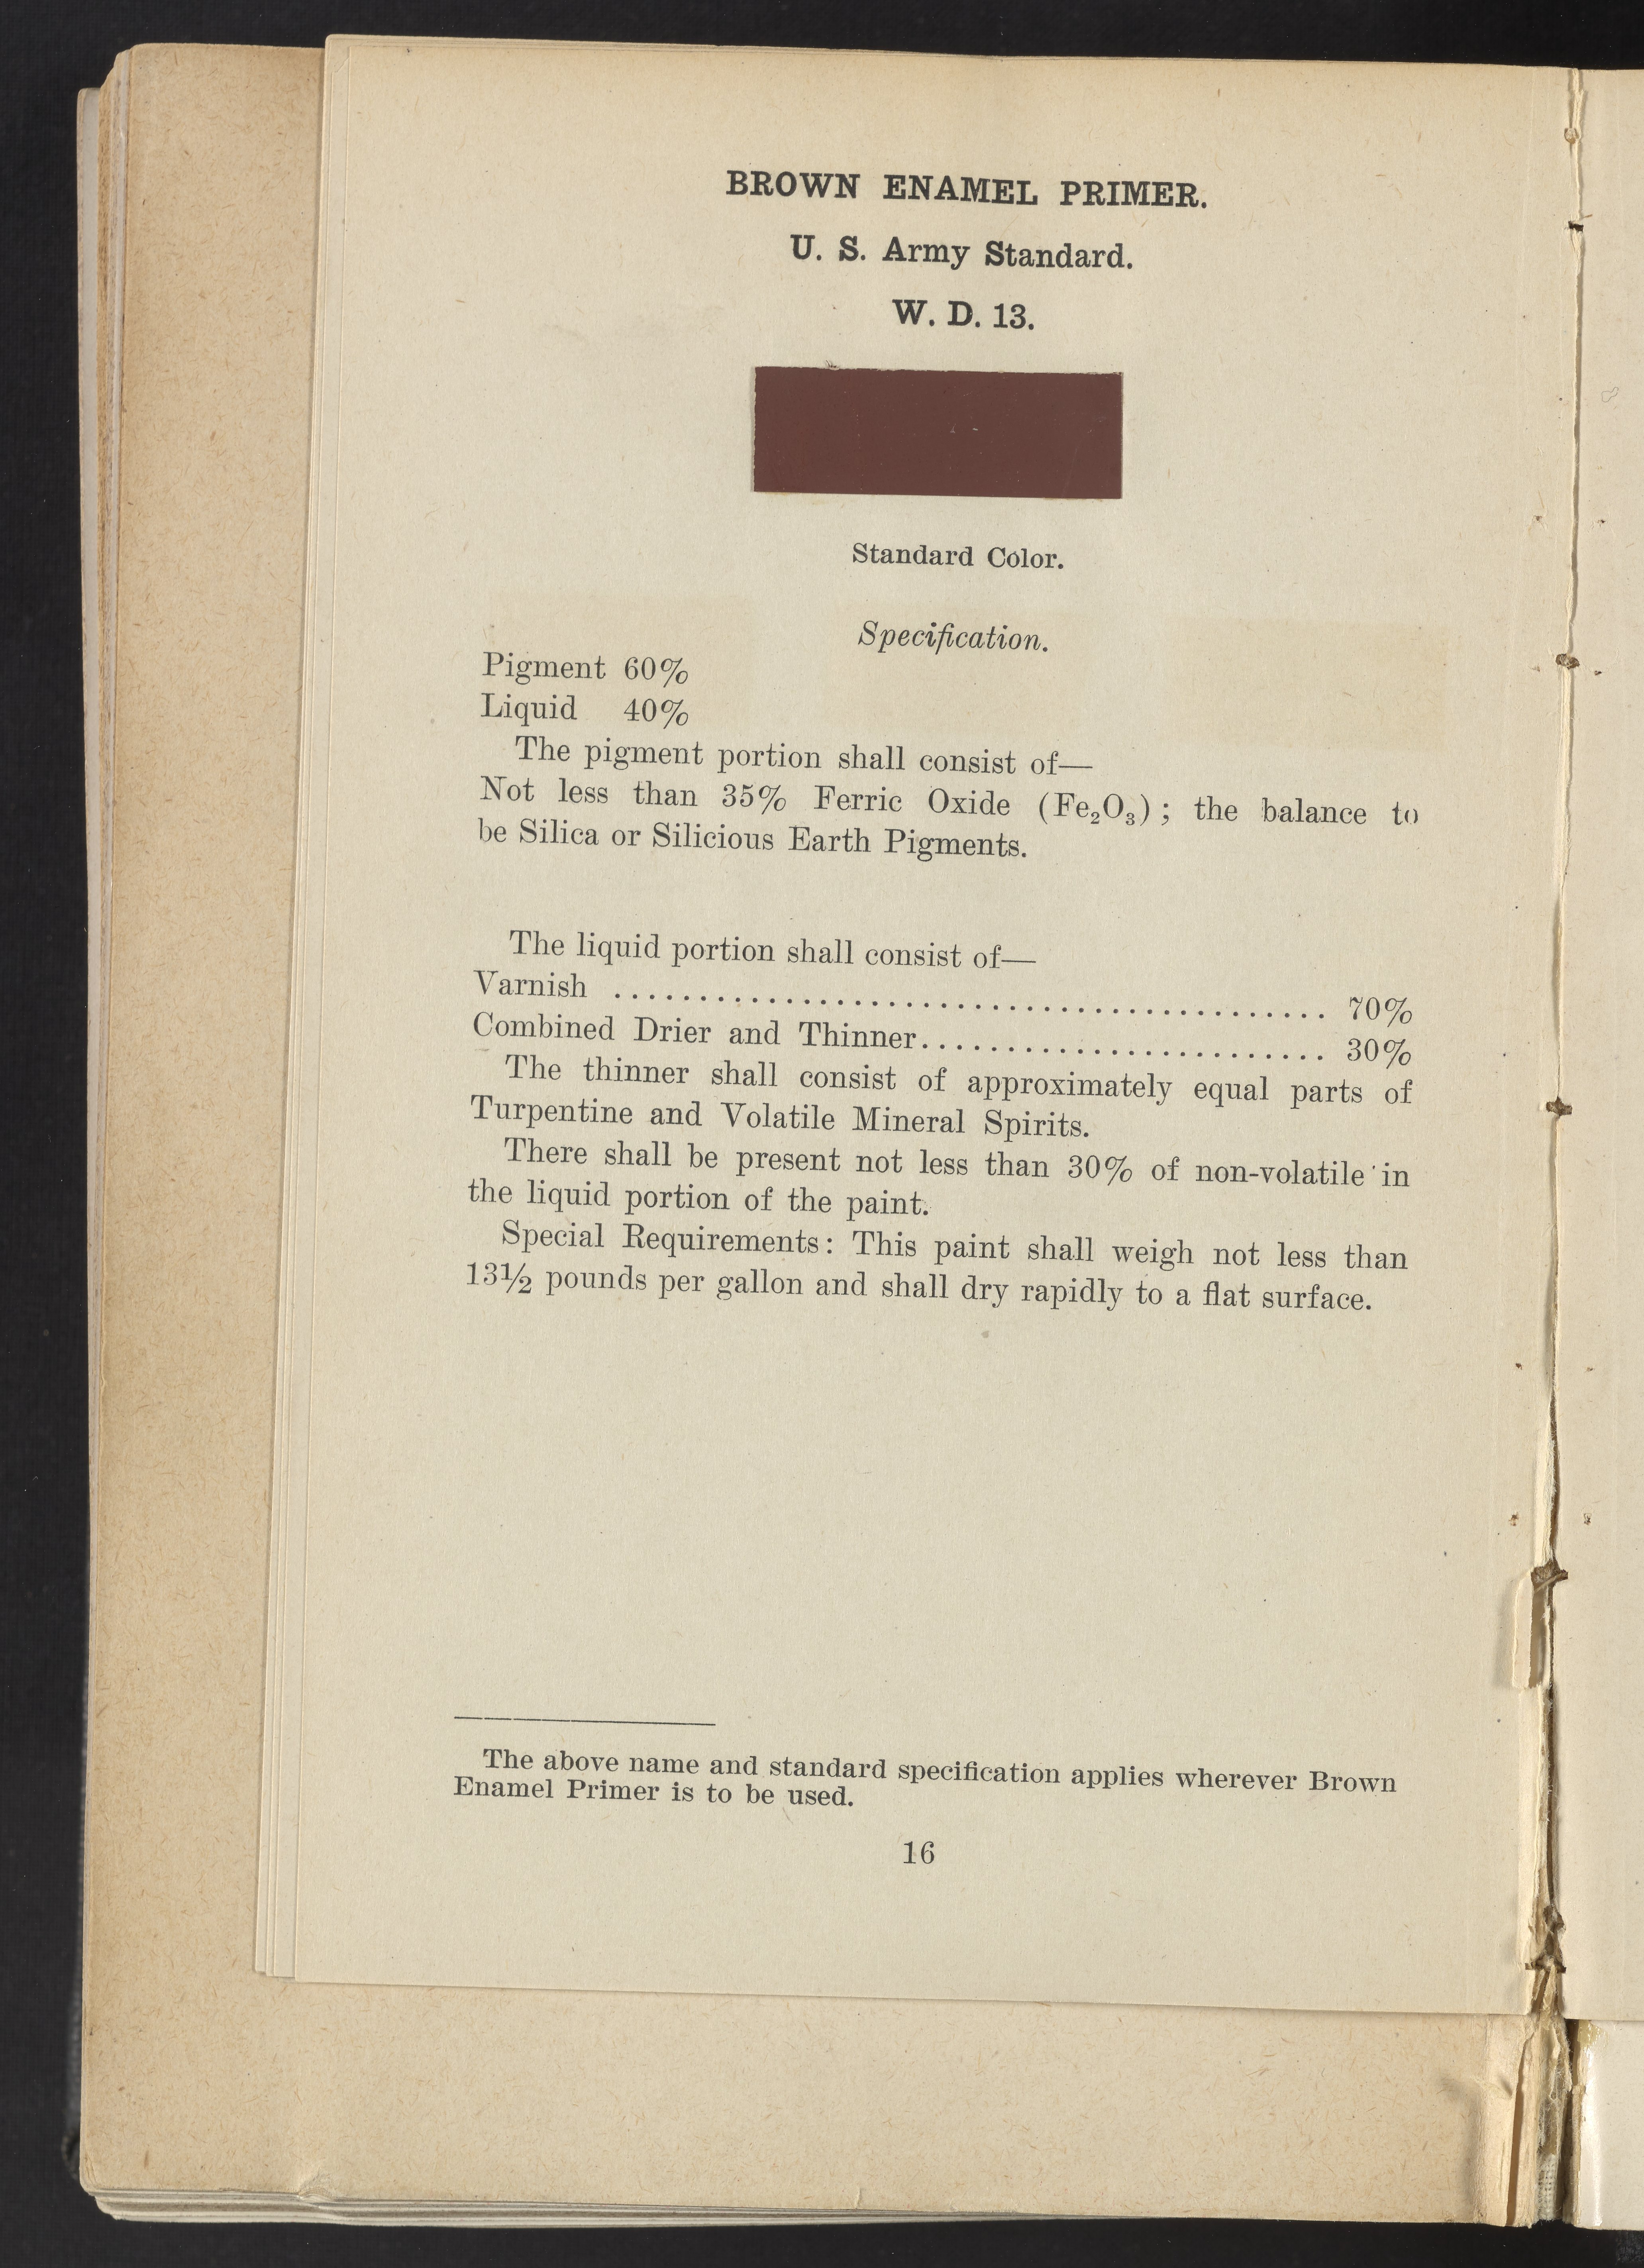 BROWN ENAMEL PRIMER.
U. S. Army Standard.
W. D. 13.
Standard Color.
Specification.
Pigment 60%
Liquid 40%
The pigment portion shall consist of—
Not less than 35% Ferric Oxide (Fe₂O₃); the balance to
be Silica or Silicious Earth Pigments.
The liquid portion shall consist of—
Varnish .......................................... 70%
Combined Drier and Thinner........................ 30%
The thinner shall consist of approximately equal parts of
Turpentine and Volatile Mineral Spirits.
There shall be present not less than 30% of non-volatile in
the liquid portion of the paint.
Special Requirements: This paint shall weigh not less than
13½ pounds per gallon and shall dry rapidly to a flat surface.
The above name and standard specification applies wherever Brown
Enamel Primer is to be used.
16